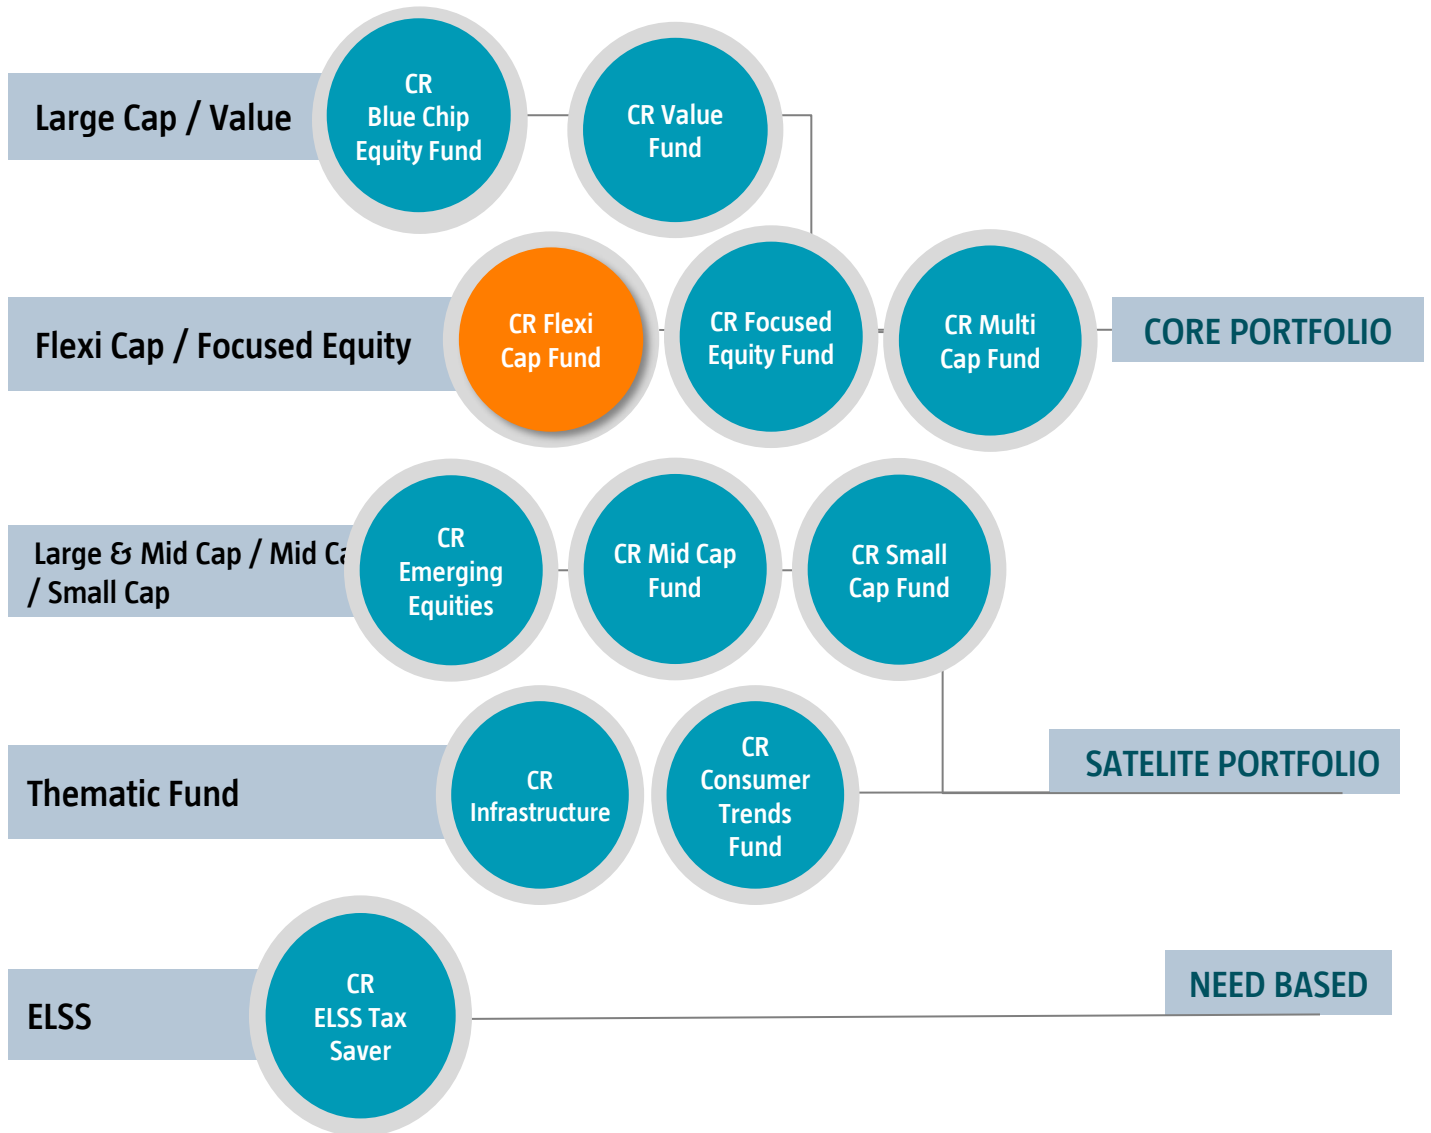 Large Cap / Value
CR
Blue Chip
Equity Fund
CR Value
Fund
Flexi Cap / Focused Equity
CR Flexi
Cap Fund
CR Focused
Equity Fund
CR Multi
Cap Fund
CORE PORTFOLIO
Large & Mid Cap / Mid Ca
/ Small Cap
CR
Emerging
Equities
CR Mid Cap
Fund
CR Small
Cap Fund
Thematic Fund
CR
Infrastructure
CR
Consumer
Trends
Fund
SATELITE PORTFOLIO
ELSS
CR
ELSS Tax
Saver
NEED BASED